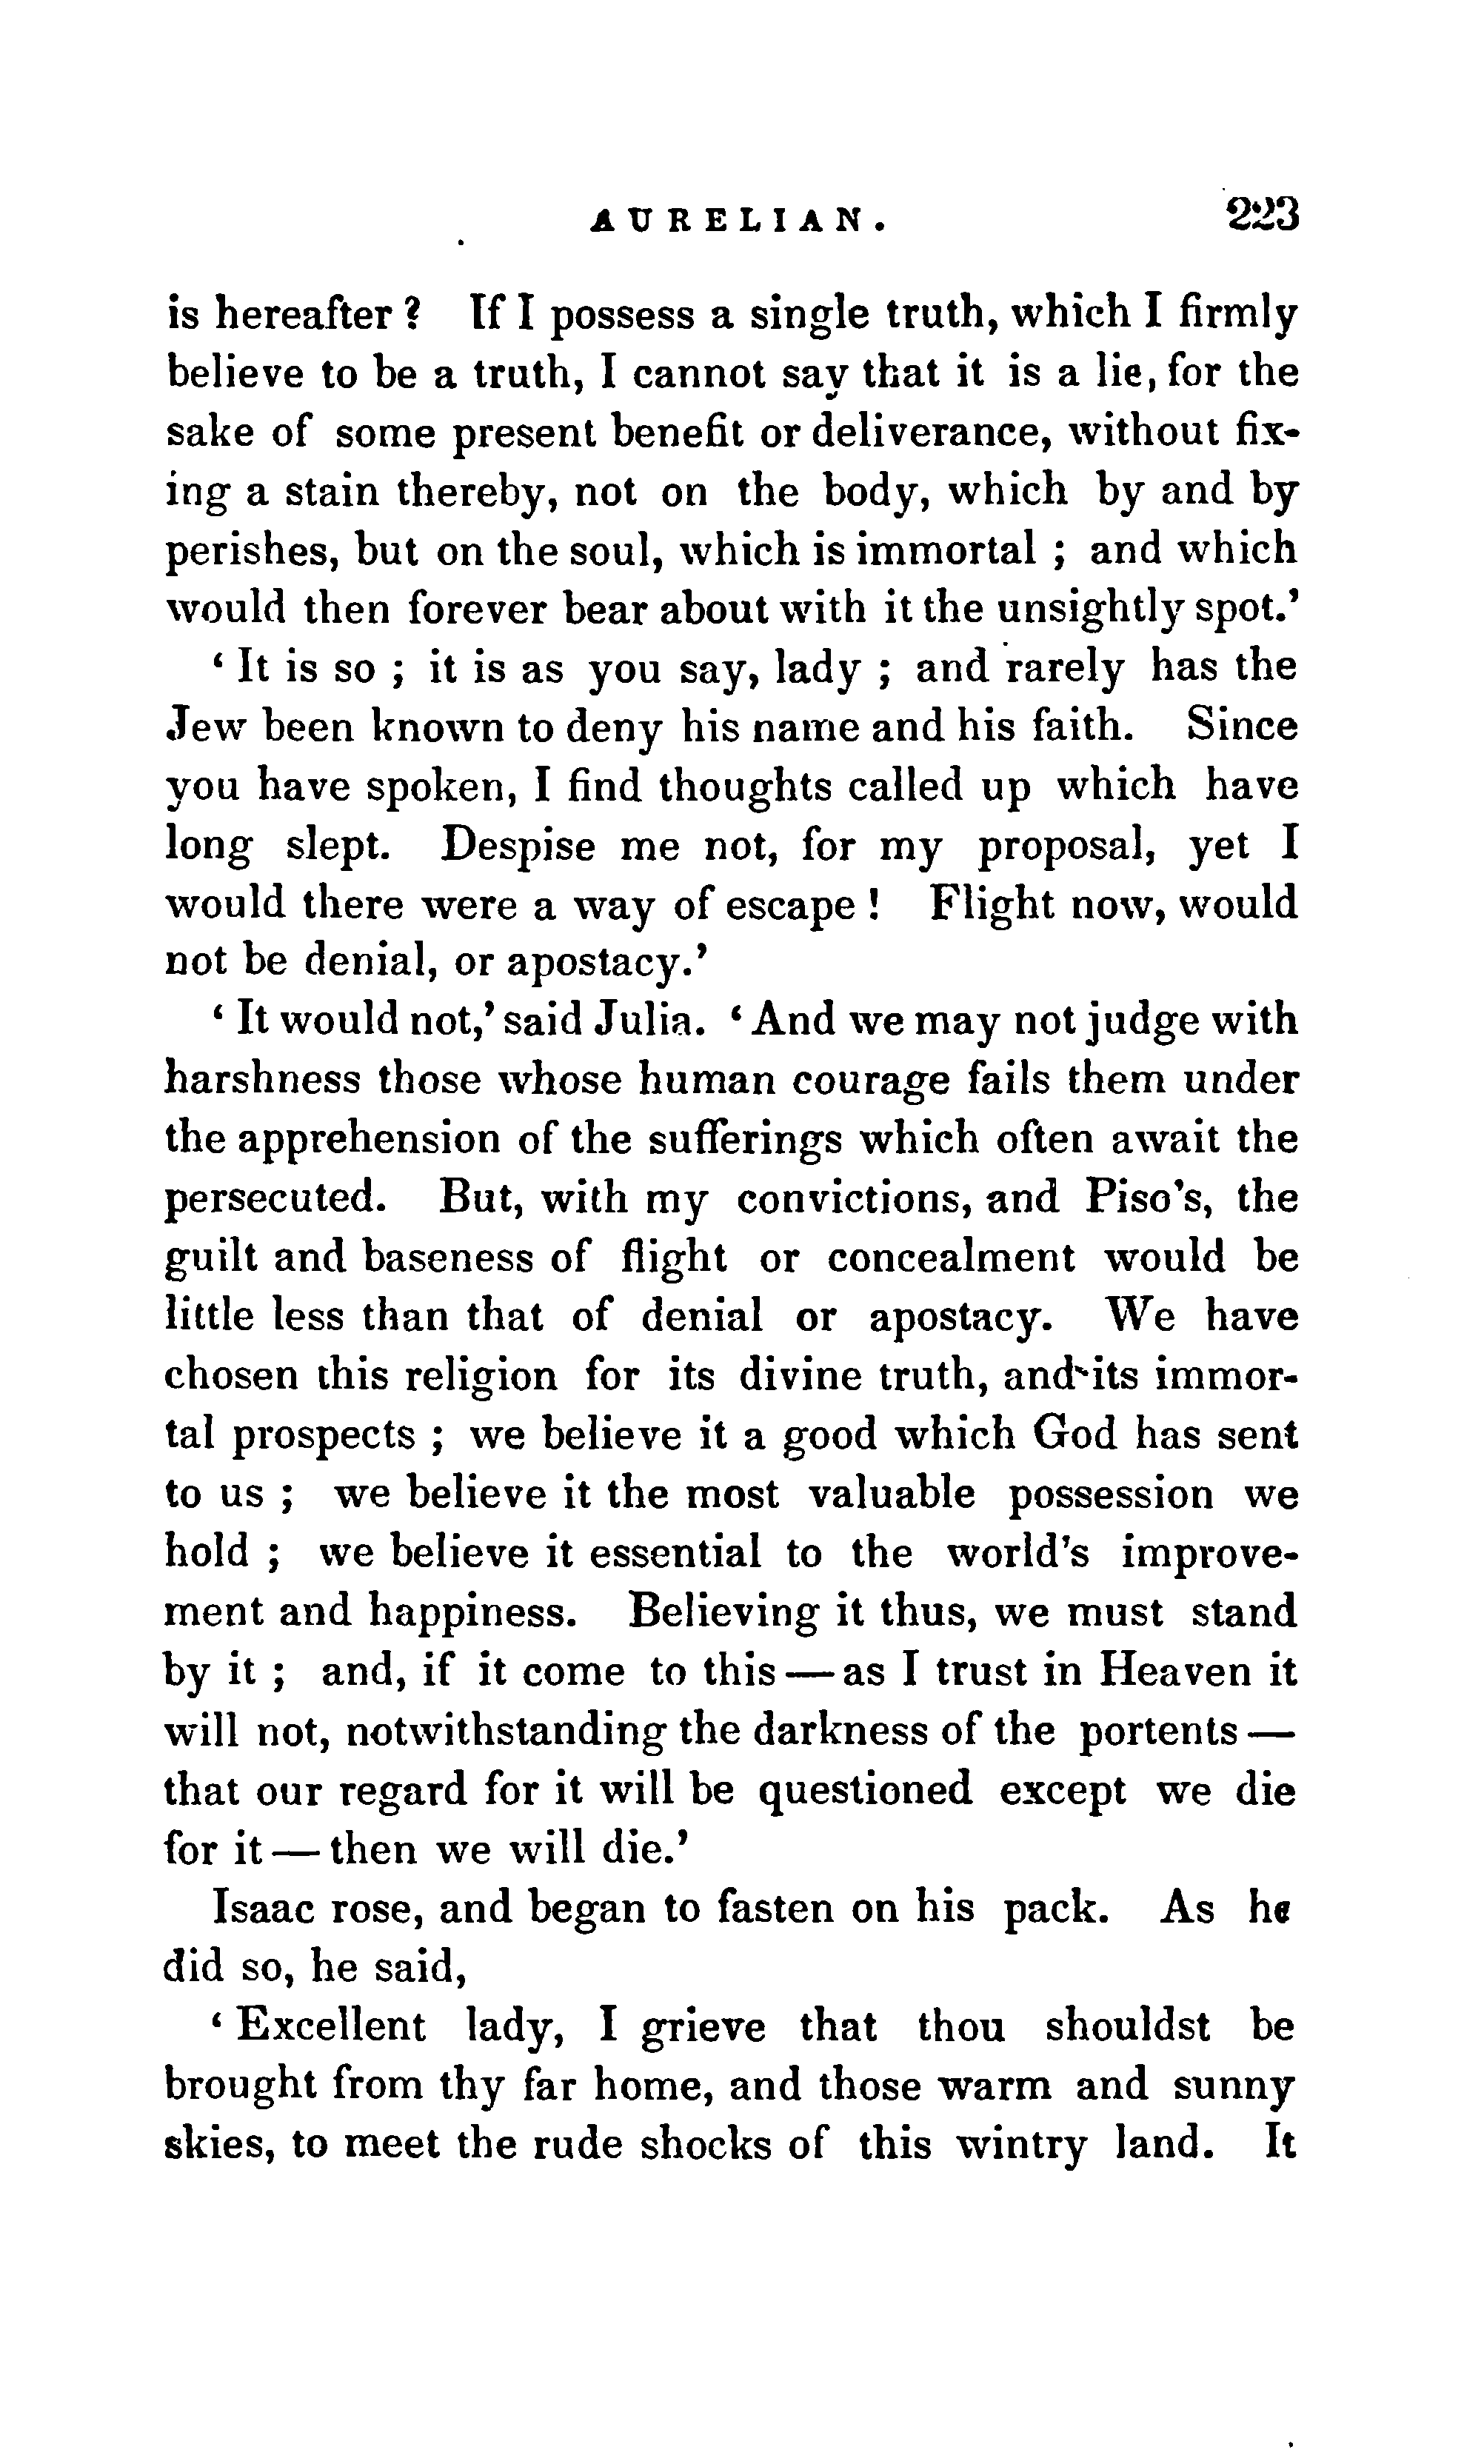 AURELIAN. 223
is hereafter ? If I possess a single truth, which I firmly
believe to be a truth, I cannot say that it is a lie, for the
sake of some present benefit or deliverance, without fix-
ing a stain thereby, not on the body, which by and by
perishes, but on the soul, which is immortal ; and which
would then forever bear about with it the unsightly spot.’
‘ It is so ; it is as you say, lady ; and rarely has the
Jew been known to deny his name and his faith. Since
you have spoken, I find thoughts called up which have
long slept. Despise me not, for my proposal, yet I
would there were a way of escape ! Flight now, would
not be denial, or apostacy.’
‘ It would not,’ said Julia. ‘ And we may not judge with
harshness those whose human courage fails them under
the apprehension of the sufferings which often await the
persecuted. But, with my convictions, and Piso’s, the
guilt and baseness of flight or concealment would be
little less than that of denial or apostacy. We have
chosen this religion for its divine truth, and its immor-
tal prospects ; we believe it a good which God has sent
to us ; we believe it the most valuable possession we
hold ; we believe it essential to the world’s improve-
ment and happiness. Believing it thus, we must stand
by it ; and, if it come to this — as I trust in Heaven it
will not, notwithstanding the darkness of the portents —
that our regard for it will be questioned except we die
for it — then we will die.’
Isaac rose, and began to fasten on his pack. As he
did so, he said,
‘ Excellent lady, I grieve that thou shouldst be
brought from thy far home, and those warm and sunny
skies, to meet the rude shocks of this wintry land. It